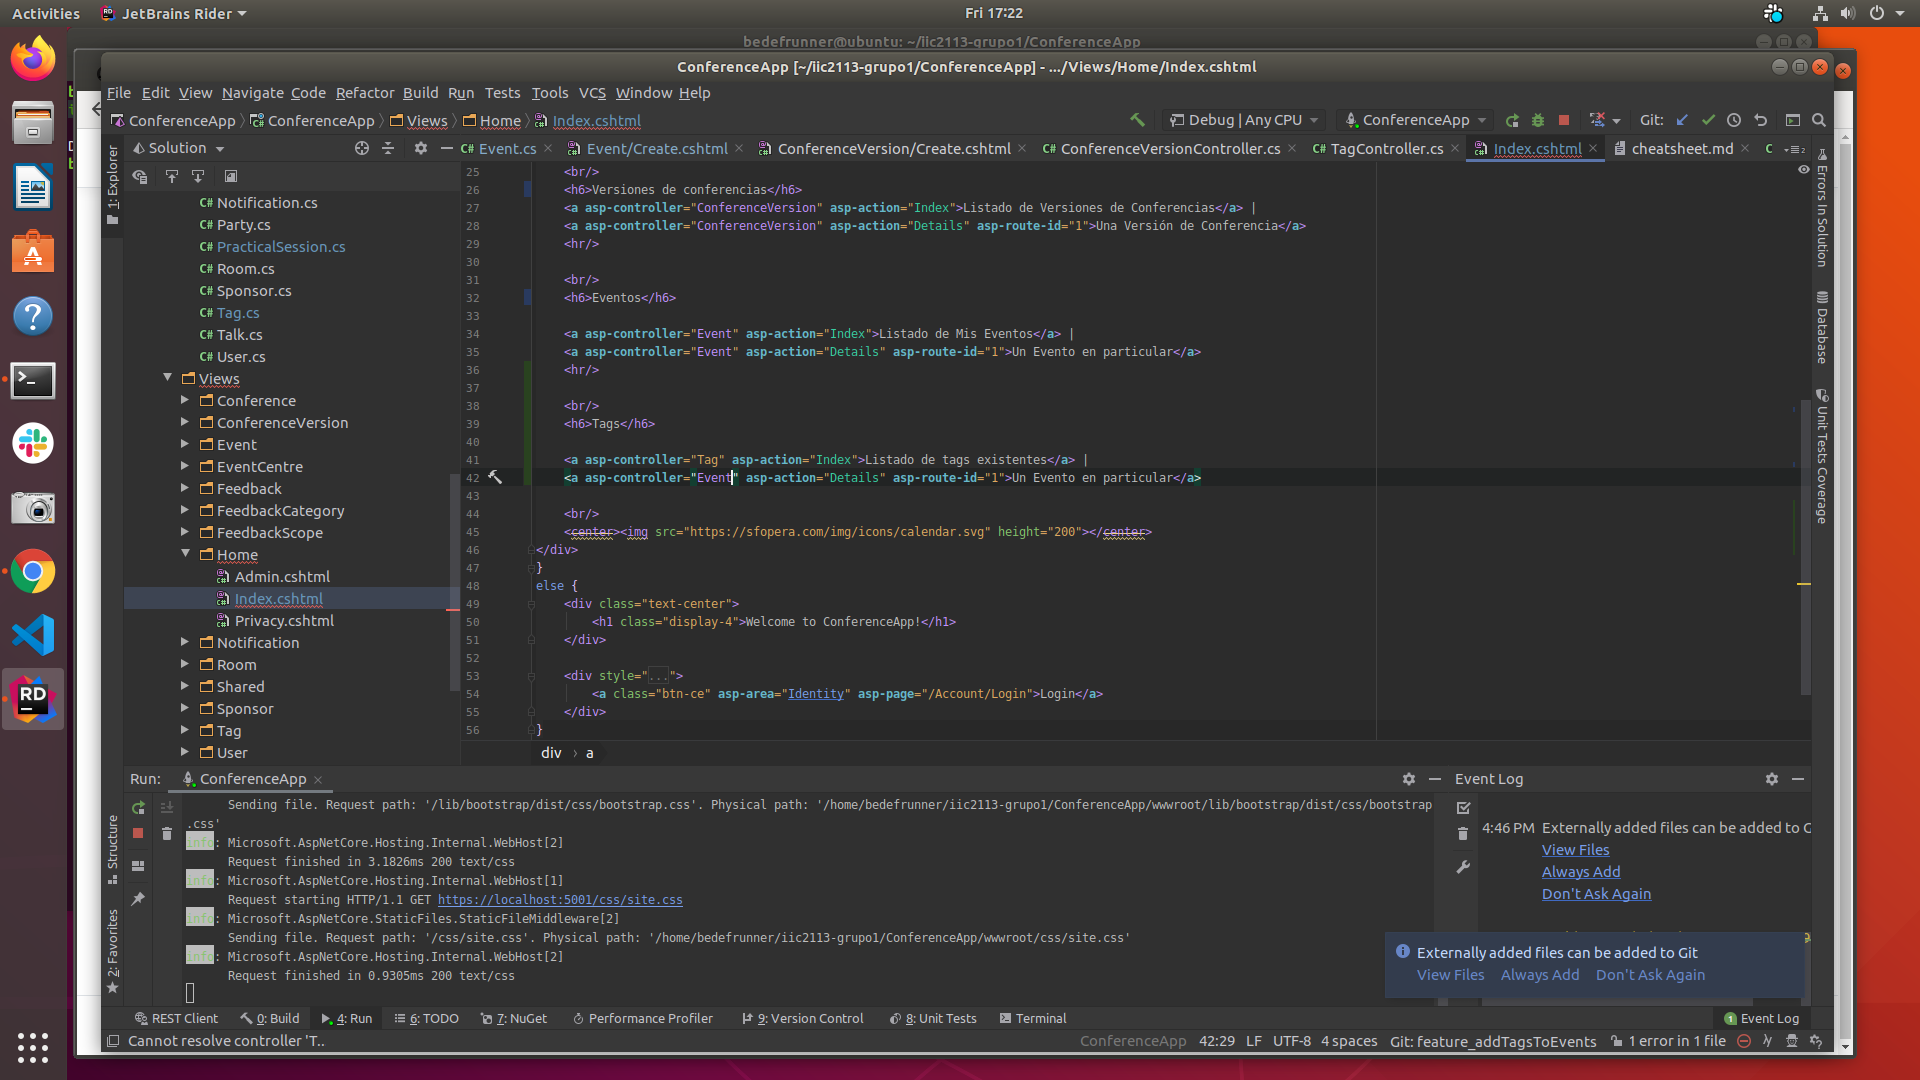 Activities JetBrains Rider Fri 17:22
bedefrunner@ubuntu: ~/iic2113-grupo1/ConferenceApp
ConferenceApp [~/iic2113-grupo1/ConferenceApp] - .../Views/Home/Index.cshtml
File Edit View Navigate Code Refactor Build Run Tests Tools VCS Window Help
ConferenceApp ConferenceApp Views Home Index.cshtml Debug | Any CPU ConferenceApp Git:
Solution Event.cs Event/Create.cshtml ConferenceVersion/Create.cshtml ConferenceVersionController.cs TagController.cs Index.cshtml cheatsheet.md
1: Explorer
C# Notification.cs
C# Party.cs
C# PracticalSession.cs
C# Room.cs
C# Sponsor.cs
C# Tag.cs
C# Talk.cs
C# User.cs
Views
Conference
ConferenceVersion
Event
EventCentre
Feedback
FeedbackCategory
FeedbackScope
Home
Admin.cshtml
Index.cshtml
Privacy.cshtml
Notification
Room
Shared
Sponsor
Tag
User
25 <br/>
26 <h6>Versiones de conferencias</h6>
27 <a asp-controller="ConferenceVersion" asp-action="Index">Listado de Versiones de Conferencias</a> |
28 <a asp-controller="ConferenceVersion" asp-action="Details" asp-route-id="1">Una Versión de Conferencia</a>
29 <hr/>
30
31 <br/>
32 <h6>Eventos</h6>
33
34 <a asp-controller="Event" asp-action="Index">Listado de Mis Eventos</a> |
35 <a asp-controller="Event" asp-action="Details" asp-route-id="1">Un Evento en particular</a>
36 <hr/>
37
38 <br/>
39 <h6>Tags</h6>
40
41 <a asp-controller="Tag" asp-action="Index">Listado de tags existentes</a> |
42 <a asp-controller="Event" asp-action="Details" asp-route-id="1">Un Evento en particular</a>
43
44 <br/>
45 <center><img src="https://sfopera.com/img/icons/calendar.svg" height="200"></center>
46 </div>
47 }
48 else {
49 <div class="text-center">
50 <h1 class="display-4">Welcome to ConferenceApp!</h1>
51 </div>
52
53 <div style="...">
54 <a class="btn-ce" asp-area="Identity" asp-page="/Account/Login">Login</a>
55 </div>
56 }
div › a
Errors In Solution
Database
Unit Tests Coverage
Run: ConferenceApp
Sending file. Request path: '/lib/bootstrap/dist/css/bootstrap.css'. Physical path: '/home/bedefrunner/iic2113-grupo1/ConferenceApp/wwwroot/lib/bootstrap/dist/css/bootstrap
.css'
info: Microsoft.AspNetCore.Hosting.Internal.WebHost[2]
Request finished in 3.1826ms 200 text/css
info: Microsoft.AspNetCore.Hosting.Internal.WebHost[1]
Request starting HTTP/1.1 GET https://localhost:5001/css/site.css
info: Microsoft.AspNetCore.StaticFiles.StaticFileMiddleware[2]
Sending file. Request path: '/css/site.css'. Physical path: '/home/bedefrunner/iic2113-grupo1/ConferenceApp/wwwroot/css/site.css'
info: Microsoft.AspNetCore.Hosting.Internal.WebHost[2]
Request finished in 0.9305ms 200 text/css
Structure
2: Favorites
Event Log
4:46 PM Externally added files can be added to G
View Files
Always Add
Don't Ask Again
Externally added files can be added to Git
View Files Always Add Don't Ask Again
REST Client 0: Build 4: Run 6: TODO 7: NuGet Performance Profiler 9: Version Control 8: Unit Tests Terminal 1 Event Log
Cannot resolve controller 'T.. ConferenceApp 42:29 LF UTF-8 4 spaces Git: feature_addTagsToEvents 1 error in 1 file